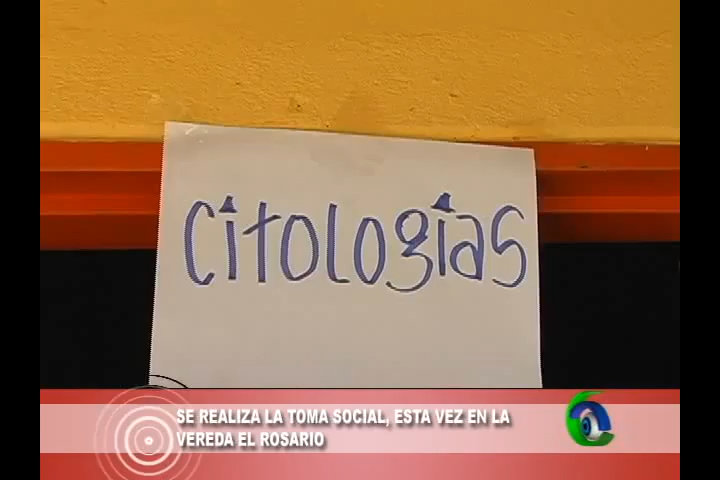 Citologias
SE REALIZA LA TOMA SOCIAL, ESTA VEZ EN LA
VEREDA EL ROSARIO